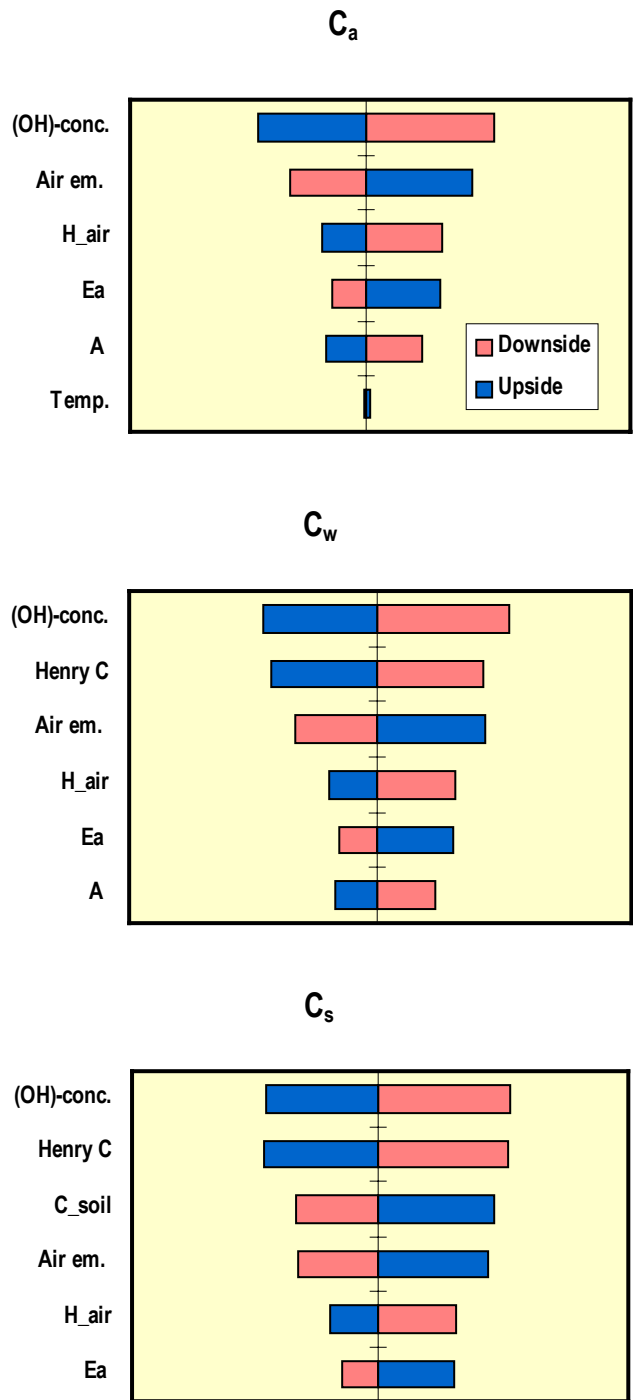 Ca
(OH)-conc.
Air em.
H_air
Ea
A
Temp.
Downside
Upside
Cw
(OH)-conc.
Henry C
Air em.
H_air
Ea
A
Cs
(OH)-conc.
Henry C
C_soil
Air em.
H_air
Ea